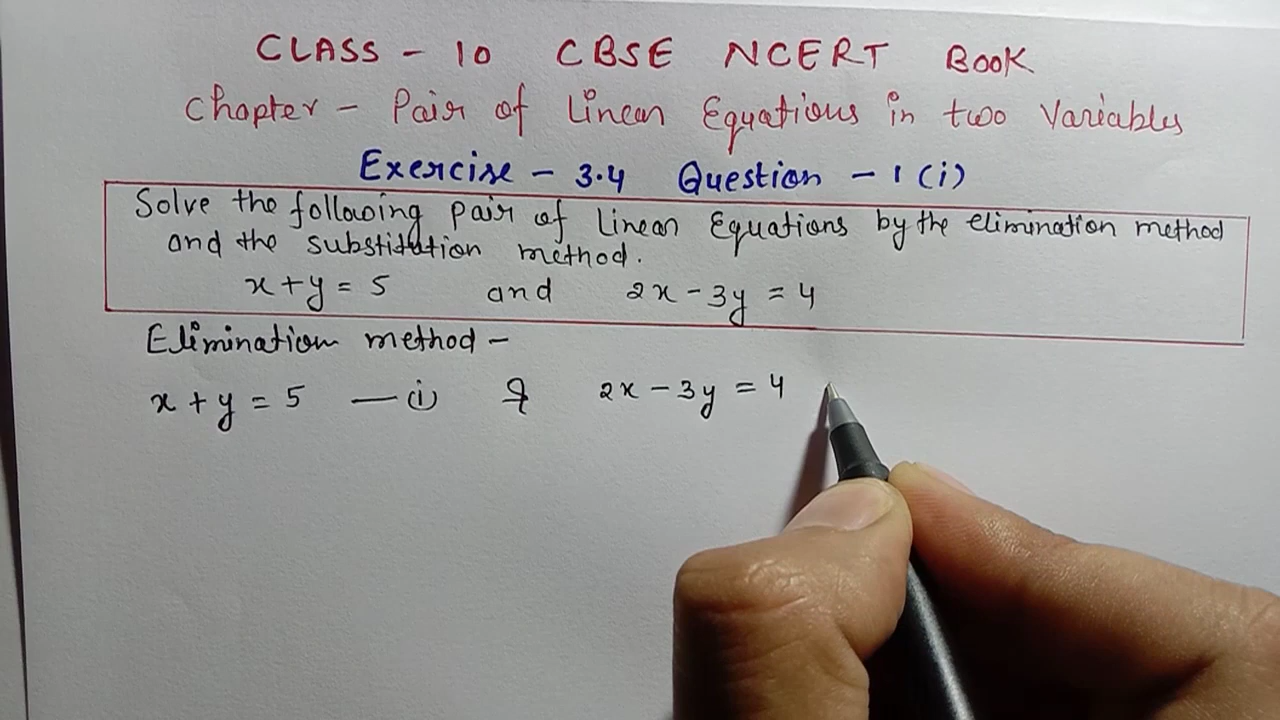 CLASS - 10 CBSE NCERT BOOK
Chapter - Pair of Linear Equations in two Variables
Exercise - 3.4 Question - 1 (i)
Solve the following pair of linear Equations by the elimination method
and the substitution method.
x + y = 5 and 2x - 3y = 4
Elimination method -
x + y = 5 — (i) & 2x - 3y = 4